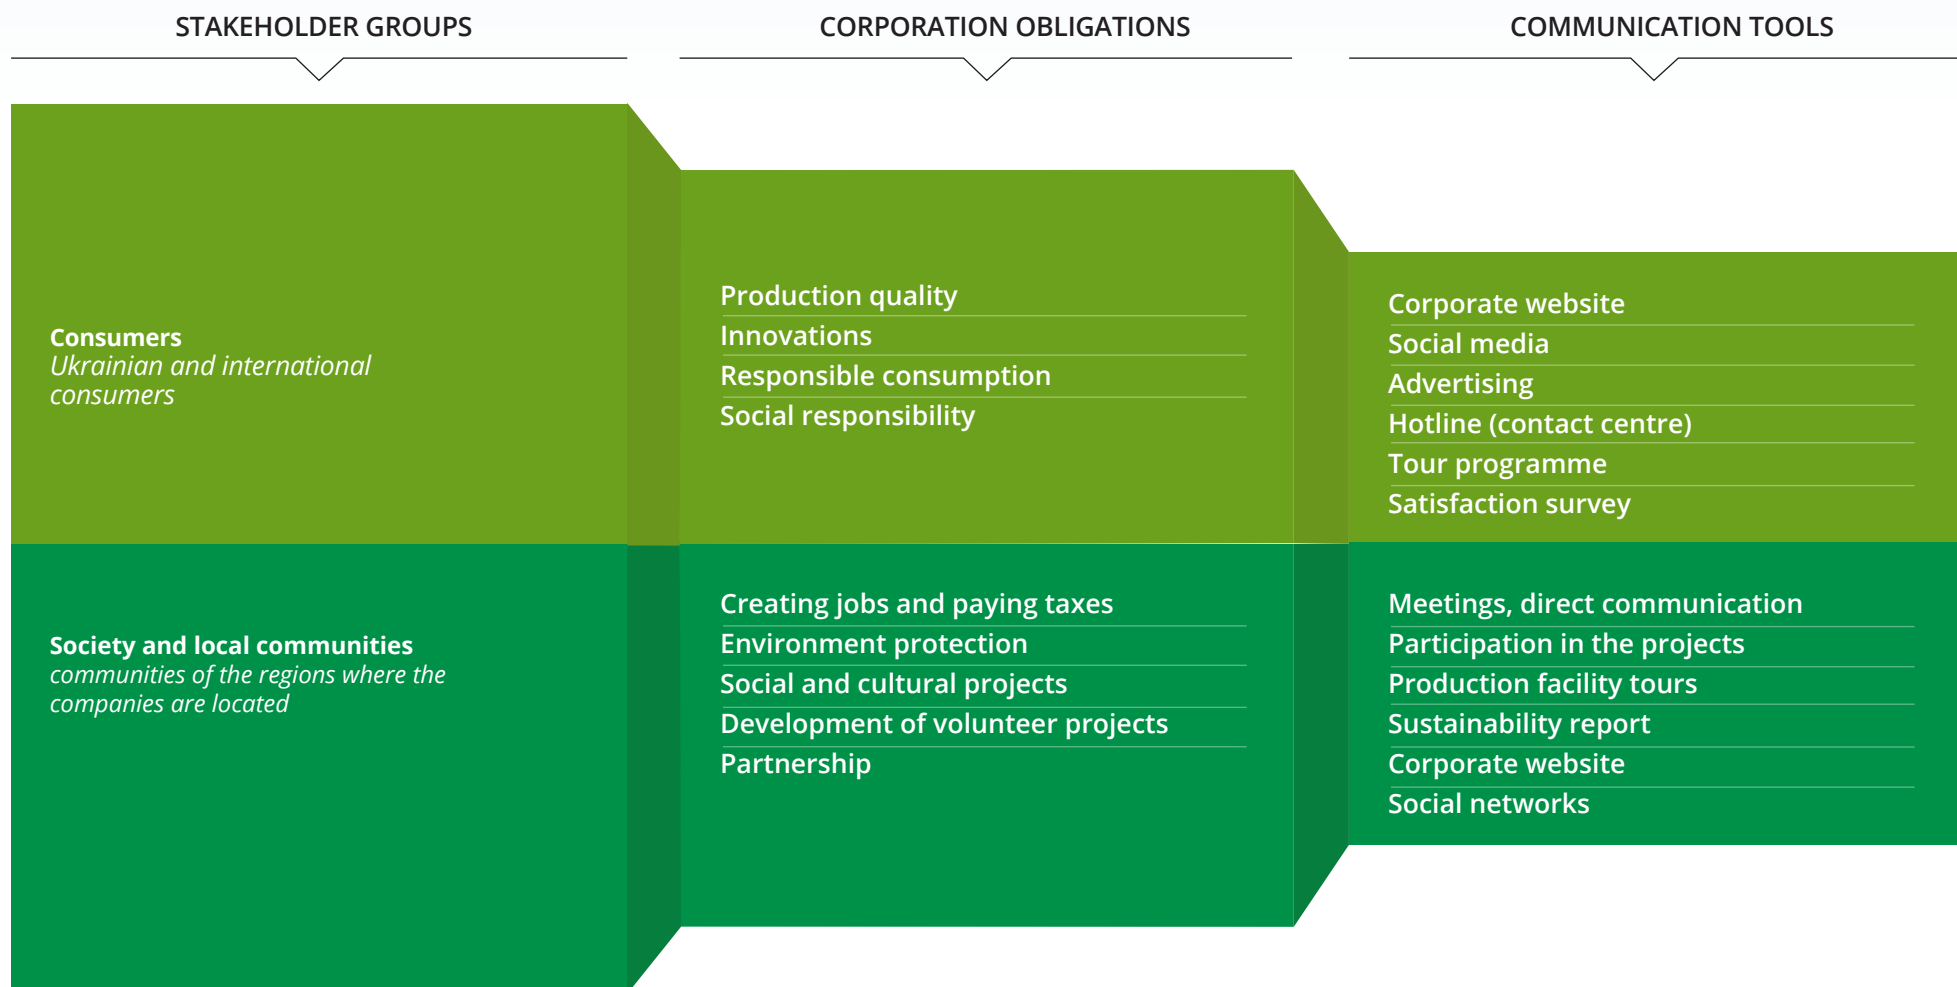 STAKEHOLDER GROUPS
CORPORATION OBLIGATIONS
COMMUNICATION TOOLS
Consumers
Ukrainian and international
consumers
Production quality
Innovations
Responsible consumption
Social responsibility
Corporate website
Social media
Advertising
Hotline (contact centre)
Tour programme
Satisfaction survey
Society and local communities
communities of the regions where the
companies are located
Creating jobs and paying taxes
Environment protection
Social and cultural projects
Development of volunteer projects
Partnership
Meetings, direct communication
Participation in the projects
Production facility tours
Sustainability report
Corporate website
Social networks